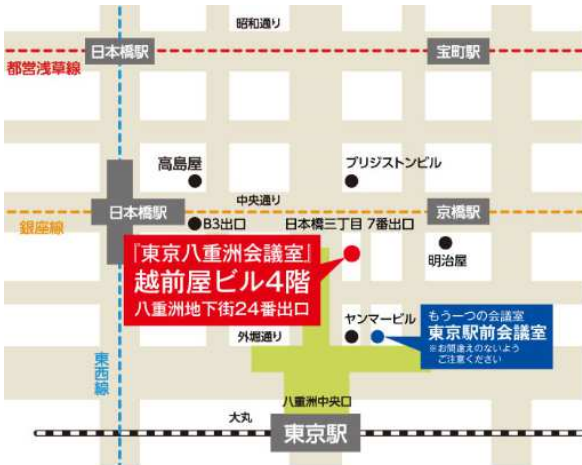 昭和通り
日本橋駅
宝町駅
都営浅草線
高島屋
ブリジストンビル
中央通り
日本橋駅
京橋駅
銀座線
B3出口
日本橋三丁目 7番出口
『東京八重洲会議室』
越前屋ビル4階
八重洲地下街24番出口
明治屋
外堀通り
ヤンマービル
もう一つの会議室
東京駅前会議室
※お間違えのないよう
ご注意ください
東西線
八重洲中央口
大丸
東京駅